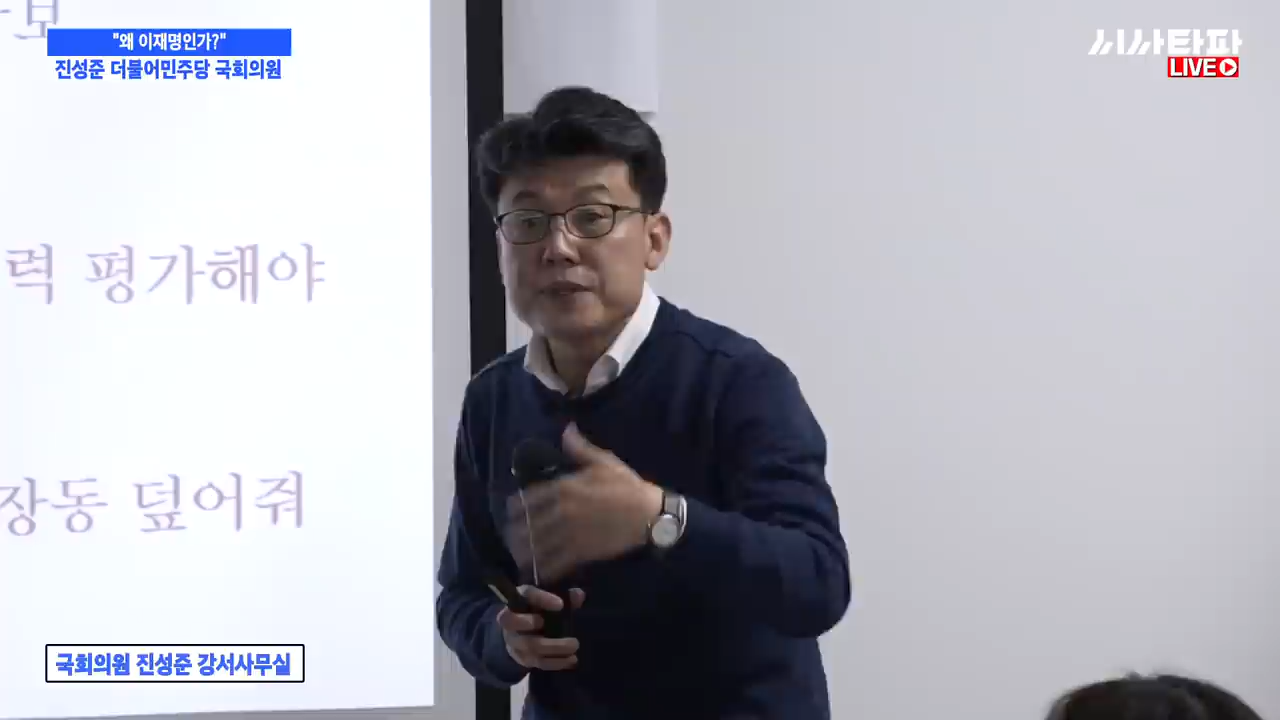 "왜 이재명인가?"
진성준 더불어민주당 국회의원
시사타파
LIVE
력 평가해야
장동 덮어줘
국회의원 진성준 강서사무실